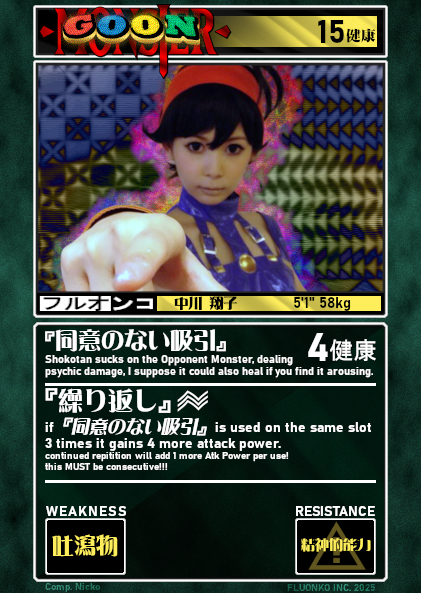 MONSTER
GOON
15健康
フルオンコ
中川 翔子 5'1" 58kg
『同意のない吸引』
4健康
Shokotan sucks on the Opponent Monster, dealing
psychic damage, I suppose it could also heal if you find it arousing.
『繰り返し』
if 『同意のない吸引』 is used on the same slot
3 times it gains 4 more attack power.
continued repitition will add 1 more Atk Power per use!
this MUST be consecutive!!!
WEAKNESS
吐瀉物
RESISTANCE
精神的能力
Comp. Nicko
FLUONKO INC. 2025